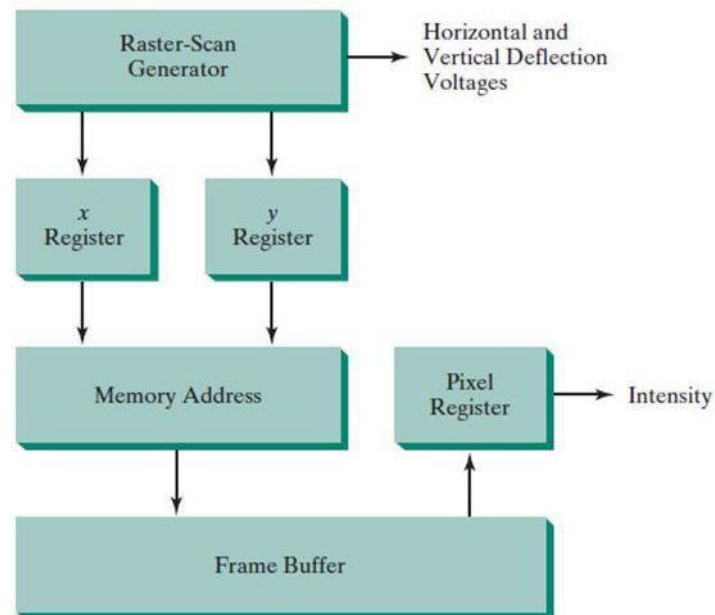 Raster-Scan
Generator
Horizontal and
Vertical Deflection
Voltages
x
Register
y
Register
Memory Address
Pixel
Register
Intensity
Frame Buffer